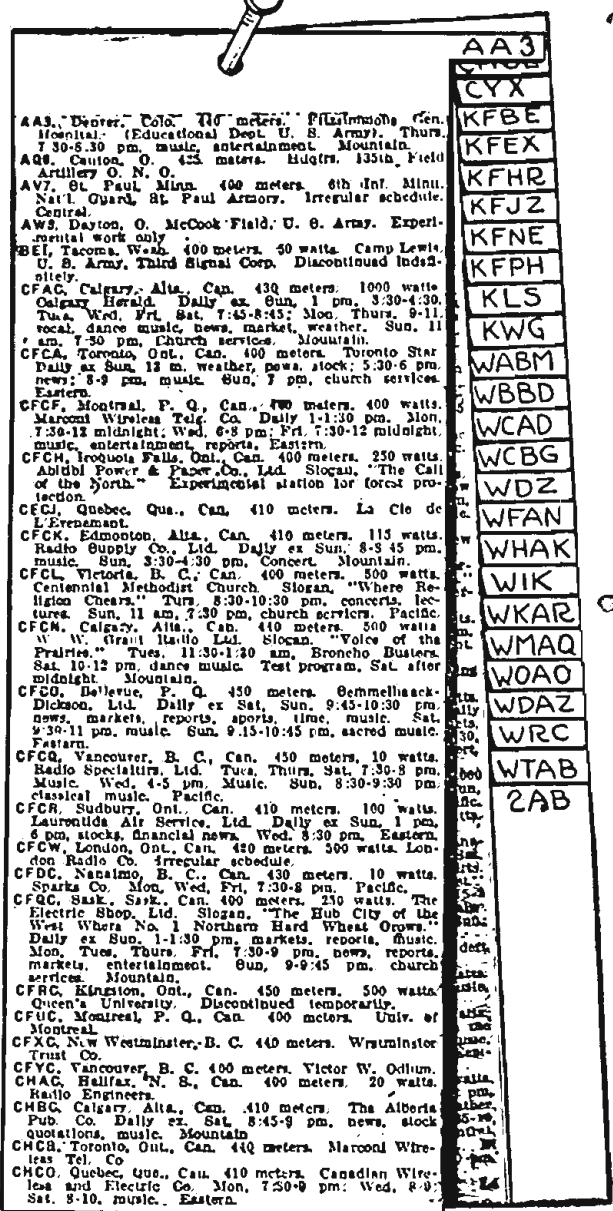 AA3, Denver, Colo. 440 meters. Fitzsimmons Gen.
Hospital. (Educational Dept. U. S. Army). Thurs.
7 30-8.30 pm, music, entertainment. Mountain.
AQ8. Canton, O. 425 meters. Hdqtrs. 135th Field
Artillery O. N. G.
AV7, St. Paul, Minn. 400 meters. 6th Inf. Minn.
Nat'l Guard, St. Paul Armory. Irregular schedule.
Central.
Dayton, O. McCook Field, U. S. Army. Experi-
mental work only
Tacoma, Wash. 400 meters. 50 watts. Camp Lewis,
U. S. Army, Third Signal Corp. Discontinued indefi-
nitely.
CFAC, Calgary, Alta., Can. 430 meters. 1000 watts
Calgary Herald. Daily ex. Sun, 1 pm, 3:30-4:30.
Tues, Wed, Fri, Sat, 7:45-8:45; Mon, Thurs. 9-11,
vocal, dance music, news, market, weather. Sun. 11
am, 7-50 pm, Church services. Mountain.
CFCA, Toronto, Ont., Can. 400 meters. Toronto Star
Daily ex Sun, 12 m. weather, news, stock; 5:30-6 pm,
news; 8-9 pm, music. Sun, 7 pm, church services.
Eastern.
CFCF, Montreal, P. Q., Can., meters. 400 watts.
Marconi Wireless Telg. Co. Daily 1-1:30 pm. Mon,
7:30-12 midnight; Wed, 6-8 pm; Fri, 7:30-12 midnight,
music, entertainment, reports, Eastern.
CFCH, Iroquois Falls, Ont., Can. 400 meters. 250 watts.
Abitibi Power & Paper Co., Ltd. Slogan, "The Call
of the North." Experimental station for forest pro-
tection.
CFCJ, Quebec, Que., Can. 410 meters. La Cie de
L'Evenemant.
CFCK, Edmonton, Alta., Can. 410 meters. 115 watts.
Radio Supply Co., Ltd. Daily ex Sun, 8-8 45 pm,
music. Sun, 3:30-4:30 pm, Concert. Mountain.
CFCL, Victoria, B. C., Can. 400 meters. 500 watts.
Centennial Methodist Church. Slogan, "Where Re-
ligion Cheers." Tues, 8:30-10:30 pm, concerts, lec-
tures. Sun, 11 am, 7:30 pm, church services. Pacific.
CFCN, Calgary, Alta., Can. 440 meters. 500 watts
W. W. Grant Radio Ltd. Slogan, "Voice of the
Prairies." Tues, 11:30-1:30 am, Broncho Busters.
Sat, 10-12 pm, dance music. Test program, Sat. after
midnight. Mountain.
CFCO, Bellevue, P. Q. 450 meters. Semmelhaack-
Dickson, Ltd. Daily ex Sat, Sun. 9:45-10:30 pm,
news, markets, reports, sports, time, music. Sat,
9:30-11 pm, music. Sun. 9.15-10:45 pm, sacred music.
Eastern.
CFCQ, Vancouver, B. C., Can. 450 meters, 10 watts.
Radio Specialties, Ltd. Tues, Thurs, Sat, 7:30-8 pm,
Music. Wed, 4-5 pm, Music. Sun, 8:30-9:30 pm,
classical music. Pacific.
CFCR, Sudbury, Ont., Can. 410 meters. 100 watts.
Laurentide Air Service, Ltd. Daily ex Sun, 1 pm,
6 pm, stocks, financial news, Wed. 8:30 pm, Eastern.
CFCW, London, Ont., Can. 420 meters. 500 watts. Lon-
don Radio Co. Irregular schedule.
CFDC, Nanaimo, B. C., Can. 430 meters. 10 watts.
Sparks Co. Mon, Wed, Fri, 7:30-8 pm. Pacific.
CFQC, Sask., Sask., Can. 400 meters. 250 watts. The
Electric Shop, Ltd. Slogan, "The Hub City of the
West Where No. 1 Northern Hard Wheat Grows."
Daily ex Sun. 1-1:30 pm, markets, reports, music.
Mon, Tues, Thurs, Fri, 7:30-9 pm, news, reports,
markets, entertainment. Sun, 9-9:45 pm, church
services. Mountain.
CFRC, Kingston, Ont., Can. 450 meters. 500 watts.
Queen's University. Discontinued temporarily.
CFUC, Montreal, P. Q., Can. 400 meters. Univ. of
Montreal.
CFXC, New Westminster, B. C. 440 meters. Westminster
Trust Co.
CFYC, Vancouver, B. C. 400 meters. Victor W. Odlum.
CHAC, Halifax, N. S., Can. 400 meters, 20 watts.
Radio Engineers.
CHBC, Calgary, Alta., Can. 410 meters. The Alberta
Pub. Co. Daily ex. Sat, 8:45-9 pm, news, stock
quotations, music. Mountain
CHCB, Toronto, Ont., Can. 440 meters. Marconi Wire-
less Tel. Co
CHCD, Quebec, Que., Can. 410 meters. Canadian Wire-
less and Electric Co. Mon, 7:30-9 pm; Wed,
Sat. 8-10, music. Eastern.
AA3
CYX
KFBE
KFEX
KFHR
KFJZ
KFNE
KFPH
KLS
KWG
WABM
WBBD
WCAD
WCBG
WDZ
WFAN
WHAK
WIK
WKAR
WMAQ
WOAO
WDAZ
WRC
WTAB
2AB